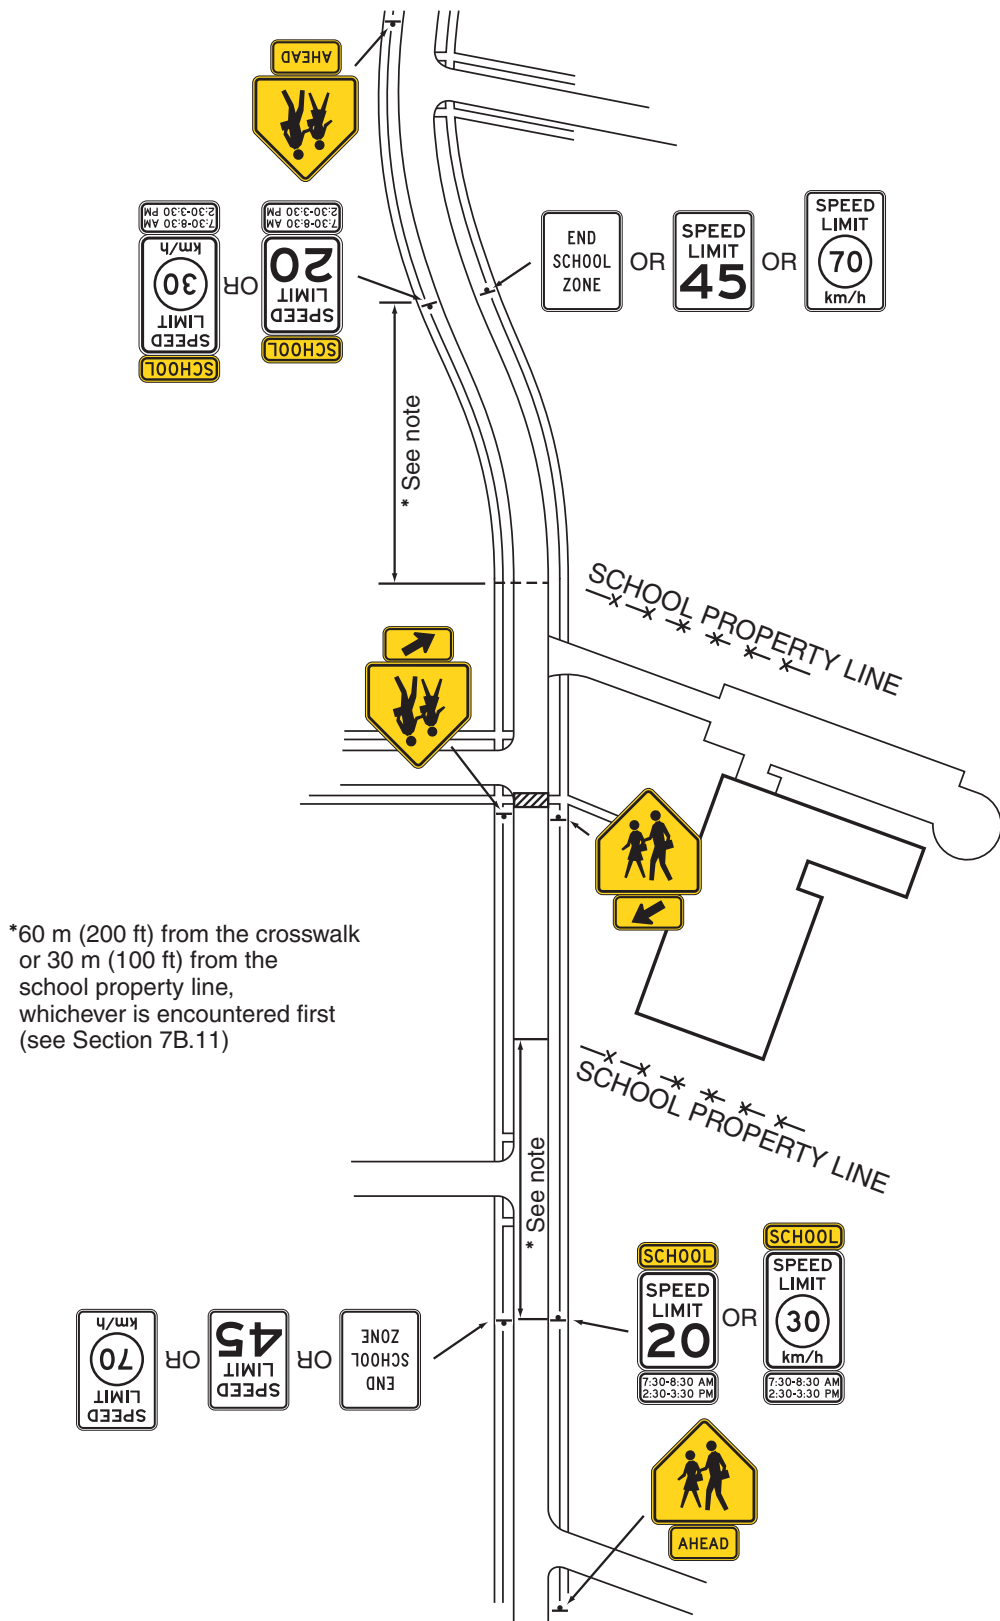 AHEAD
7:30-8:30 AM
2:30-3:30 PM
km/h
30
LIMIT
SPEED
SCHOOL
OR
7:30-8:30 AM
2:30-3:30 PM
20
LIMIT
SPEED
SCHOOL
END
SCHOOL
ZONE
OR
SPEED
LIMIT
45
OR
SPEED
LIMIT
70
km/h
* See note
SCHOOL PROPERTY LINE
*60 m (200 ft) from the crosswalk
or 30 m (100 ft) from the
school property line,
whichever is encountered first
(see Section 7B.11)
SCHOOL PROPERTY LINE
* See note
SPEED
LIMIT
70
km/h
OR
SPEED
LIMIT
45
OR
END
SCHOOL
ZONE
SCHOOL
SPEED
LIMIT
20
7:30-8:30 AM
2:30-3:30 PM
OR
SCHOOL
SPEED
LIMIT
30
km/h
7:30-8:30 AM
2:30-3:30 PM
AHEAD